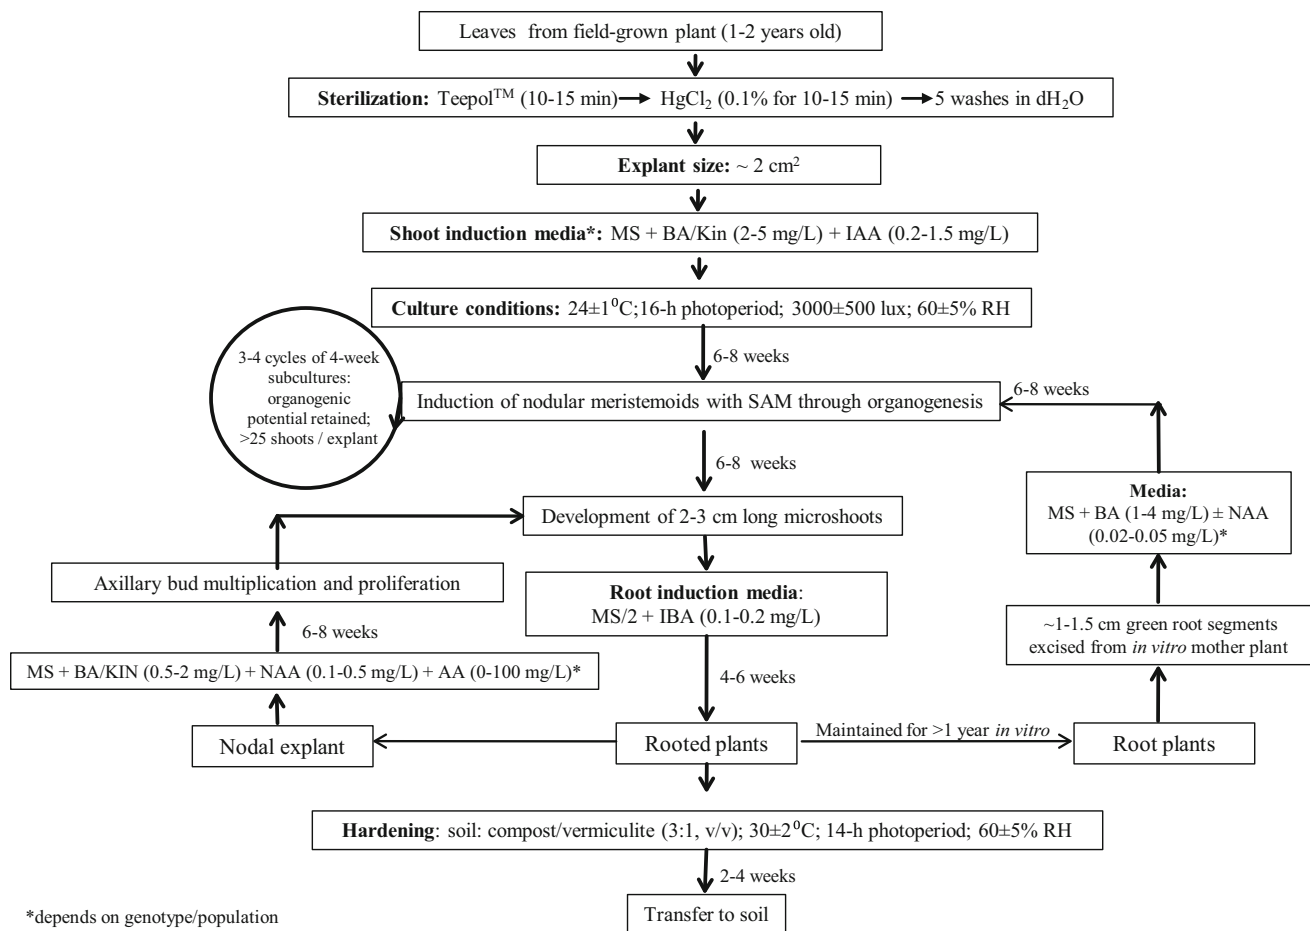 Leaves from field-grown plant (1-2 years old)
Sterilization: Teepol™ (10-15 min) → HgCl₂ (0.1% for 10-15 min) → 5 washes in dH₂O
Explant size: ~ 2 cm²
Shoot induction media*: MS + BA/Kin (2-5 mg/L) + IAA (0.2-1.5 mg/L)
Culture conditions: 24±1⁰C;16-h photoperiod; 3000±500 lux; 60±5% RH
6-8 weeks
3-4 cycles of 4-week
subcultures:
organogenic
potential retained;
>25 shoots / explant
Induction of nodular meristemoids with SAM through organogenesis
6-8 weeks
6-8 weeks
Development of 2-3 cm long microshoots
Media:
MS + BA (1-4 mg/L) ± NAA
(0.02-0.05 mg/L)*
Axillary bud multiplication and proliferation
Root induction media:
MS/2 + IBA (0.1-0.2 mg/L)
~1-1.5 cm green root segments
excised from in vitro mother plant
6-8 weeks
MS + BA/KIN (0.5-2 mg/L) + NAA (0.1-0.5 mg/L) + AA (0-100 mg/L)*
4-6 weeks
Nodal explant
Rooted plants
Maintained for >1 year in vitro
Root plants
Hardening: soil: compost/vermiculite (3:1, v/v); 30±2⁰C; 14-h photoperiod; 60±5% RH
2-4 weeks
Transfer to soil
*depends on genotype/population